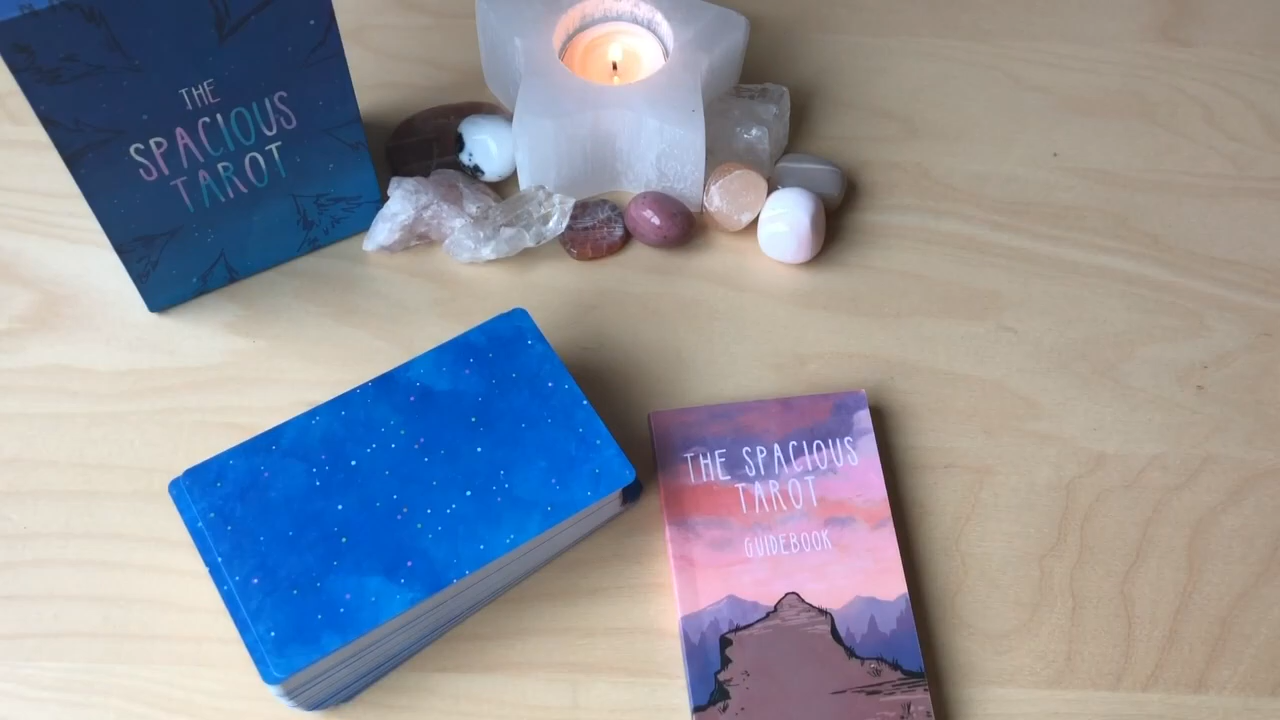 THE
SPACIOUS
TAROT
THE SPACIOUS
TAROT
GUIDEBOOK